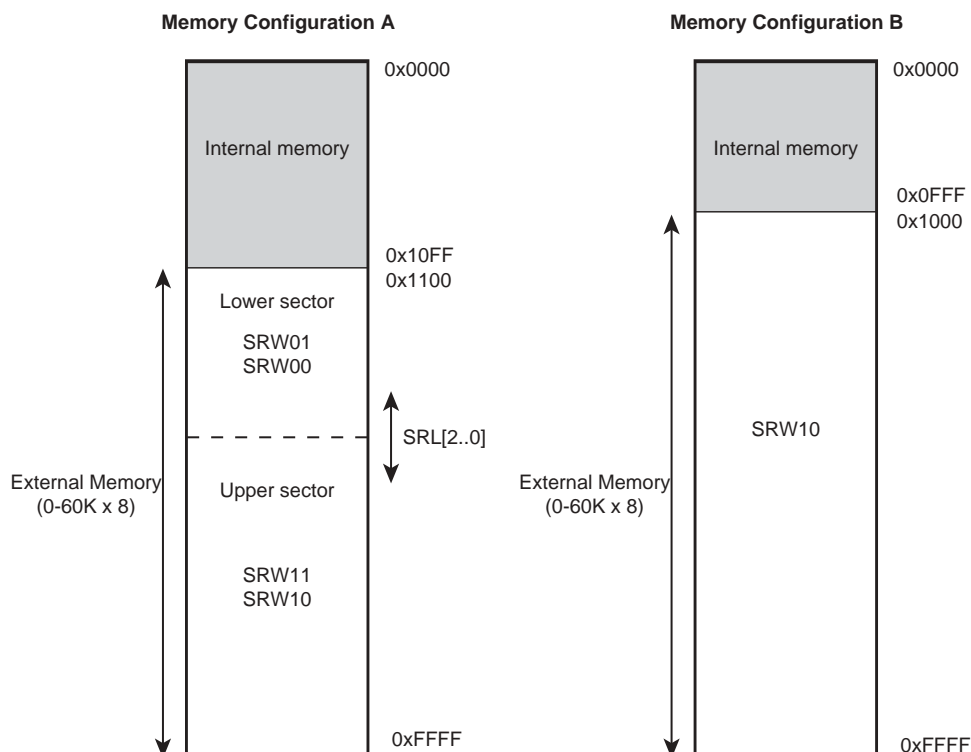 Memory Configuration A
0x0000
Internal memory
0x10FF
0x1100
Lower sector
SRW01
SRW00
SRL[2..0]
External Memory
(0-60K x 8)
Upper sector
SRW11
SRW10
0xFFFF
Memory Configuration B
0x0000
Internal memory
0x0FFF
0x1000
SRW10
External Memory
(0-60K x 8)
0xFFFF